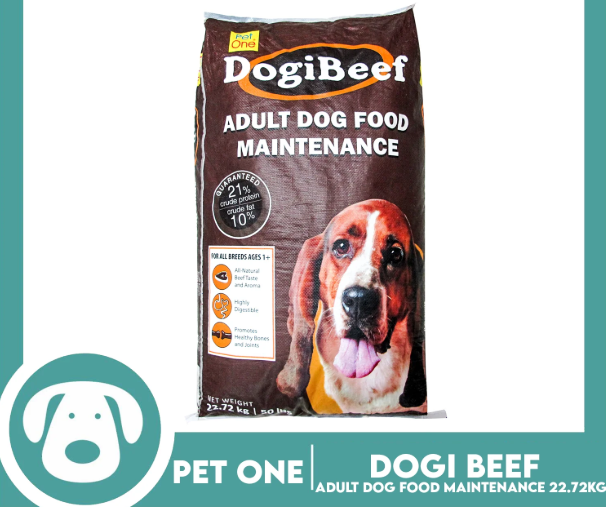 Pet
One
DogiBeef
ADULT DOG FOOD
MAINTENANCE
GUARANTEED
21%
crude protein
crude fat
10%
FOR ALL BREEDS AGES 1+
All-Natural
Beef Taste
and Aroma
Highly
Digestible
Promotes
Healthy Bones
and Joints
NET WEIGHT
22.72 kg | 50 lbs
PET ONE
DOGI BEEF
ADULT DOG FOOD MAINTENANCE 22.72KG